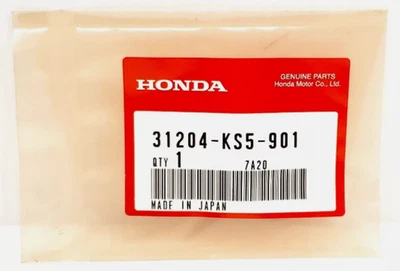 HONDA
GENUINE PARTS
Honda Motor Co., Ltd.
31204-KS5-901
QTY 1 7A20
MADE IN JAPAN